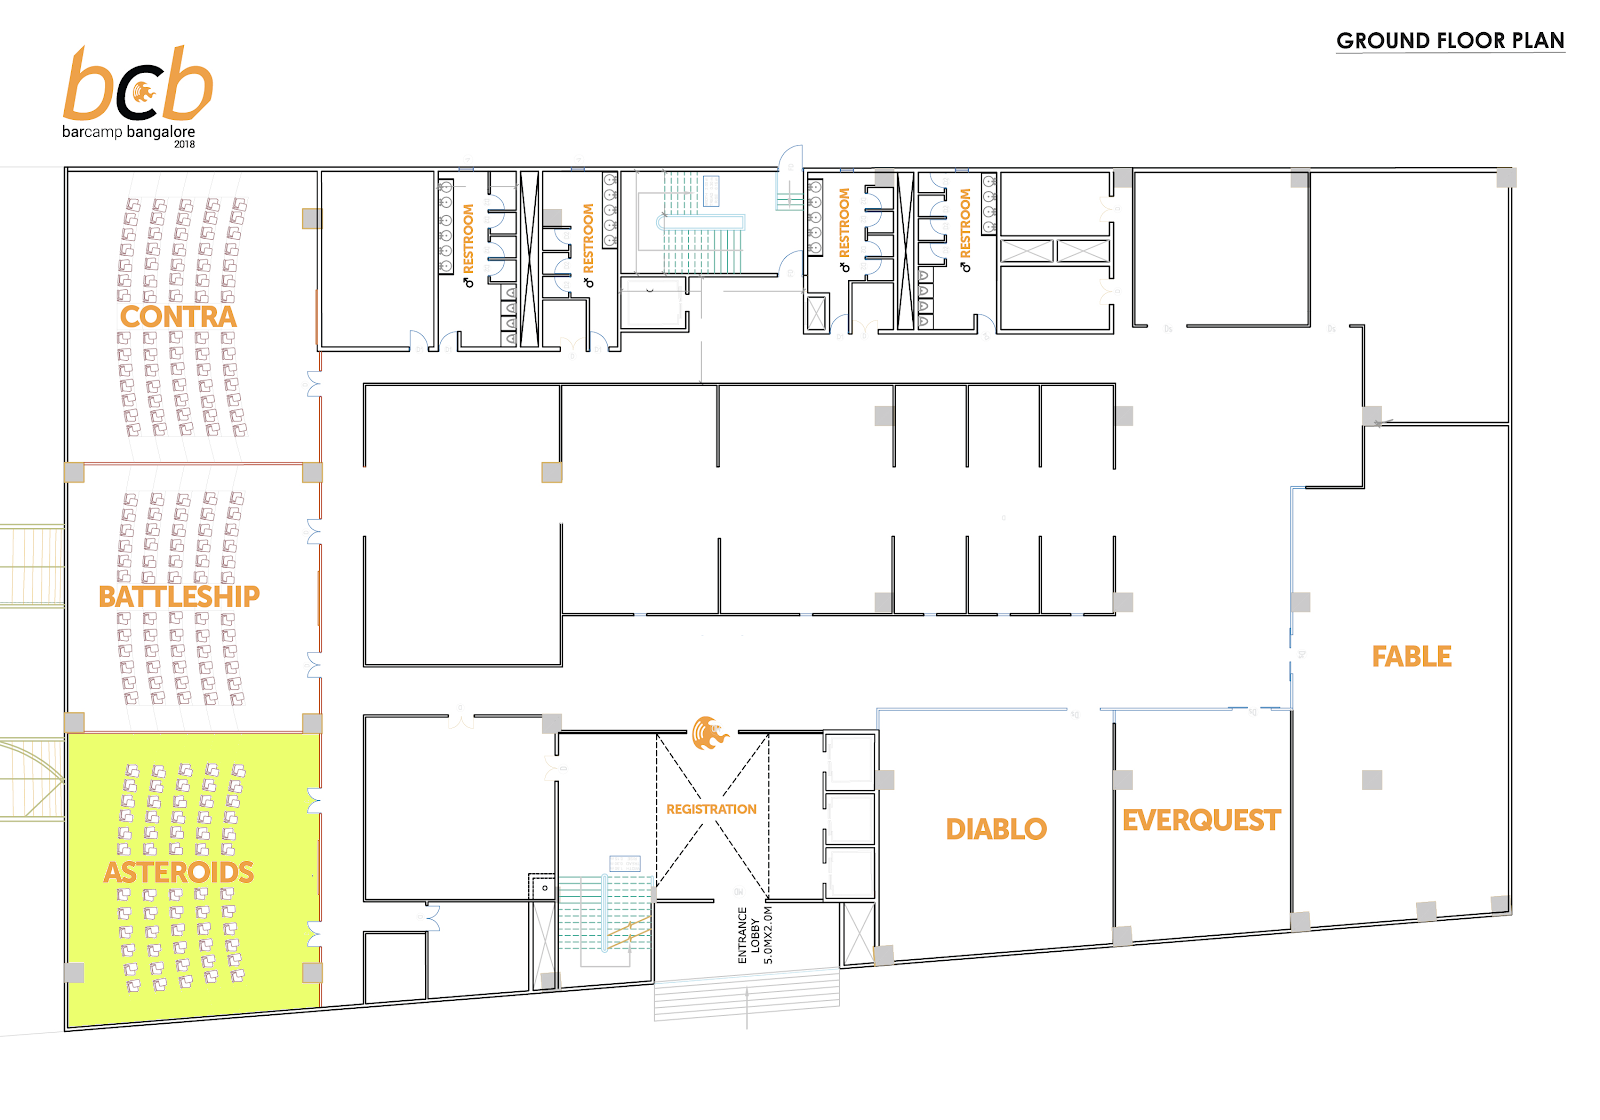 GROUND FLOOR PLAN
bcb
barcamp bangalore
2018
RESTROOM
RESTROOM
RESTROOM
RESTROOM
CONTRA
BATTLESHIP
FABLE
REGISTRATION
DIABLO
EVERQUEST
ASTEROIDS
ENTRANCE
LOBBY
5.0MX2.0M